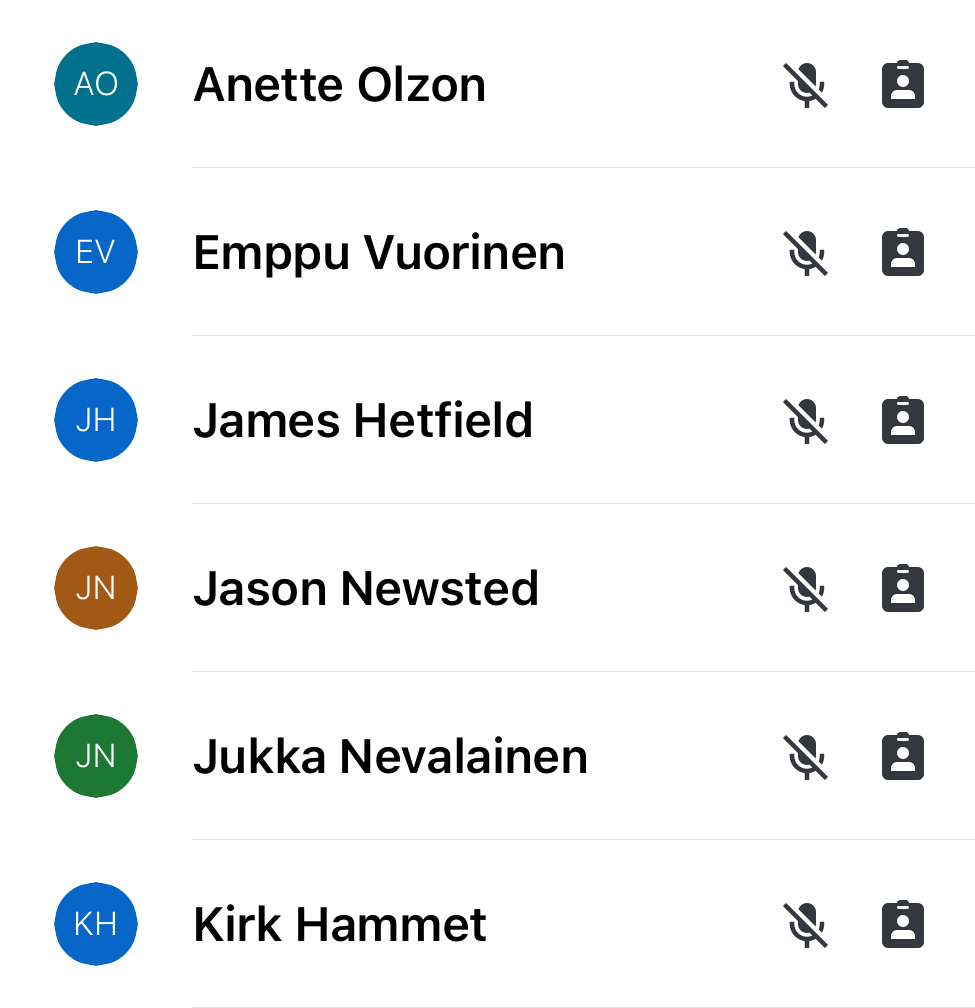 AO Anette Olzon
EV Emppu Vuorinen
JH James Hetfield
JN Jason Newsted
JN Jukka Nevalainen
KH Kirk Hammet